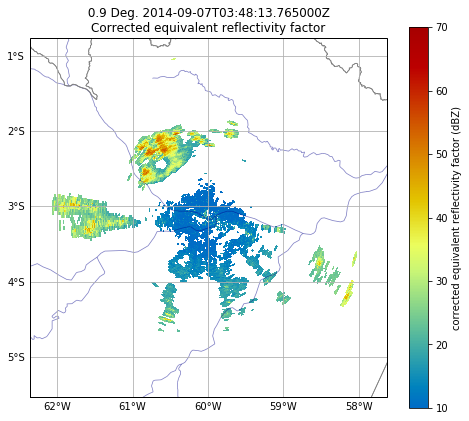 0.9 Deg. 2014-09-07T03:48:13.765000Z
Corrected equivalent reflectivity factor
1°S
2°S
3°S
4°S
5°S
62°W 61°W 60°W 59°W 58°W
70
60
50
40
30
20
10
corrected equivalent reflectivity factor (dBZ)